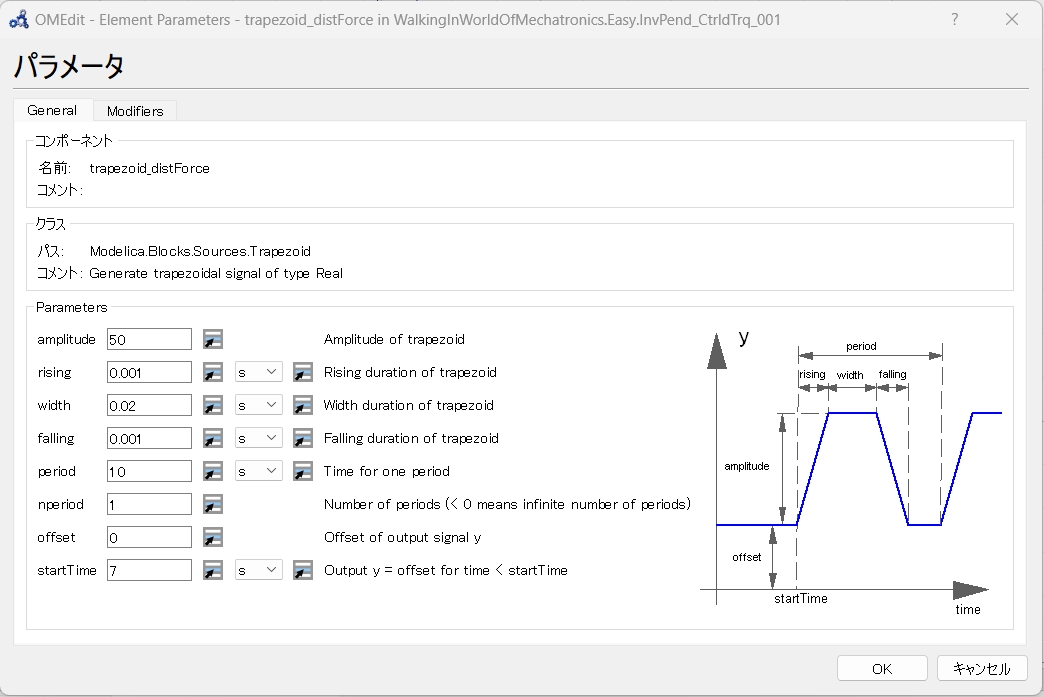 OMEdit - Element Parameters - trapezoid_distForce in WalkingInWorldOfMechatronics.Easy.InvPend_CtrldTrq_001 ?
パラメータ
General Modifiers
コンポーネント
名前: trapezoid_distForce
コメント:
クラス
パス: Modelica.Blocks.Sources.Trapezoid
コメント: Generate trapezoidal signal of type Real
Parameters
amplitude 50 Amplitude of trapezoid
rising 0.001 s Rising duration of trapezoid
width 0.02 s Width duration of trapezoid
falling 0.001 s Falling duration of trapezoid
period 10 s Time for one period
nperiod 1 Number of periods (< 0 means infinite number of periods)
offset 0 Offset of output signal y
startTime 7 s Output y = offset for time < startTime
y
period
rising width falling
amplitude
offset
startTime
time
OK キャンセル